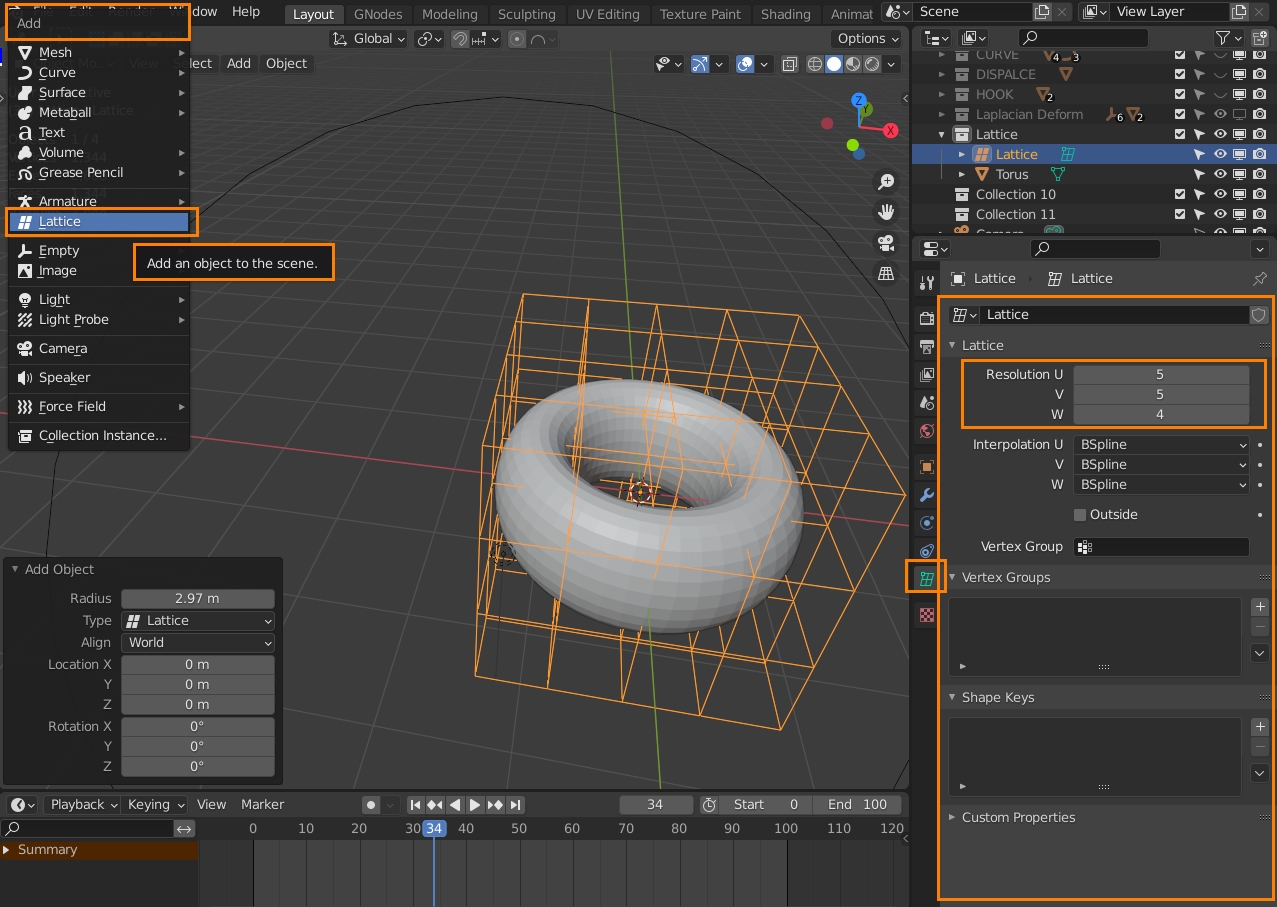 File Edit Render Window Help
Layout GNodes Modeling Sculpting UV Editing Texture Paint Shading Animat
Scene
View Layer
Add
Global
Options
View Select Add Object
Mesh
Curve
Surface
Metaball
Text
Volume
Grease Pencil
Armature
Lattice
Empty
Image
Light
Light Probe
Camera
Speaker
Force Field
Collection Instance...
Add an object to the scene.
Z
Y
X
CURVE 4 3
DISPALCE
HOOK 2
Laplacian Deform 6 2
Lattice
Lattice
Torus
Collection 10
Collection 11
Camera
Lattice Lattice
Lattice
Lattice
Resolution U 5
V 5
W 4
Interpolation U BSpline
V BSpline
W BSpline
Outside
Vertex Group
Vertex Groups
Shape Keys
Custom Properties
Add Object
Radius 2.97 m
Type Lattice
Align World
Location X 0 m
Y 0 m
Z 0 m
Rotation X 0°
Y 0°
Z 0°
Playback Keying View Marker
34
Start 0
End 100
0 10 20 30 34 40 50 60 70 80 90 100 110 120
Summary